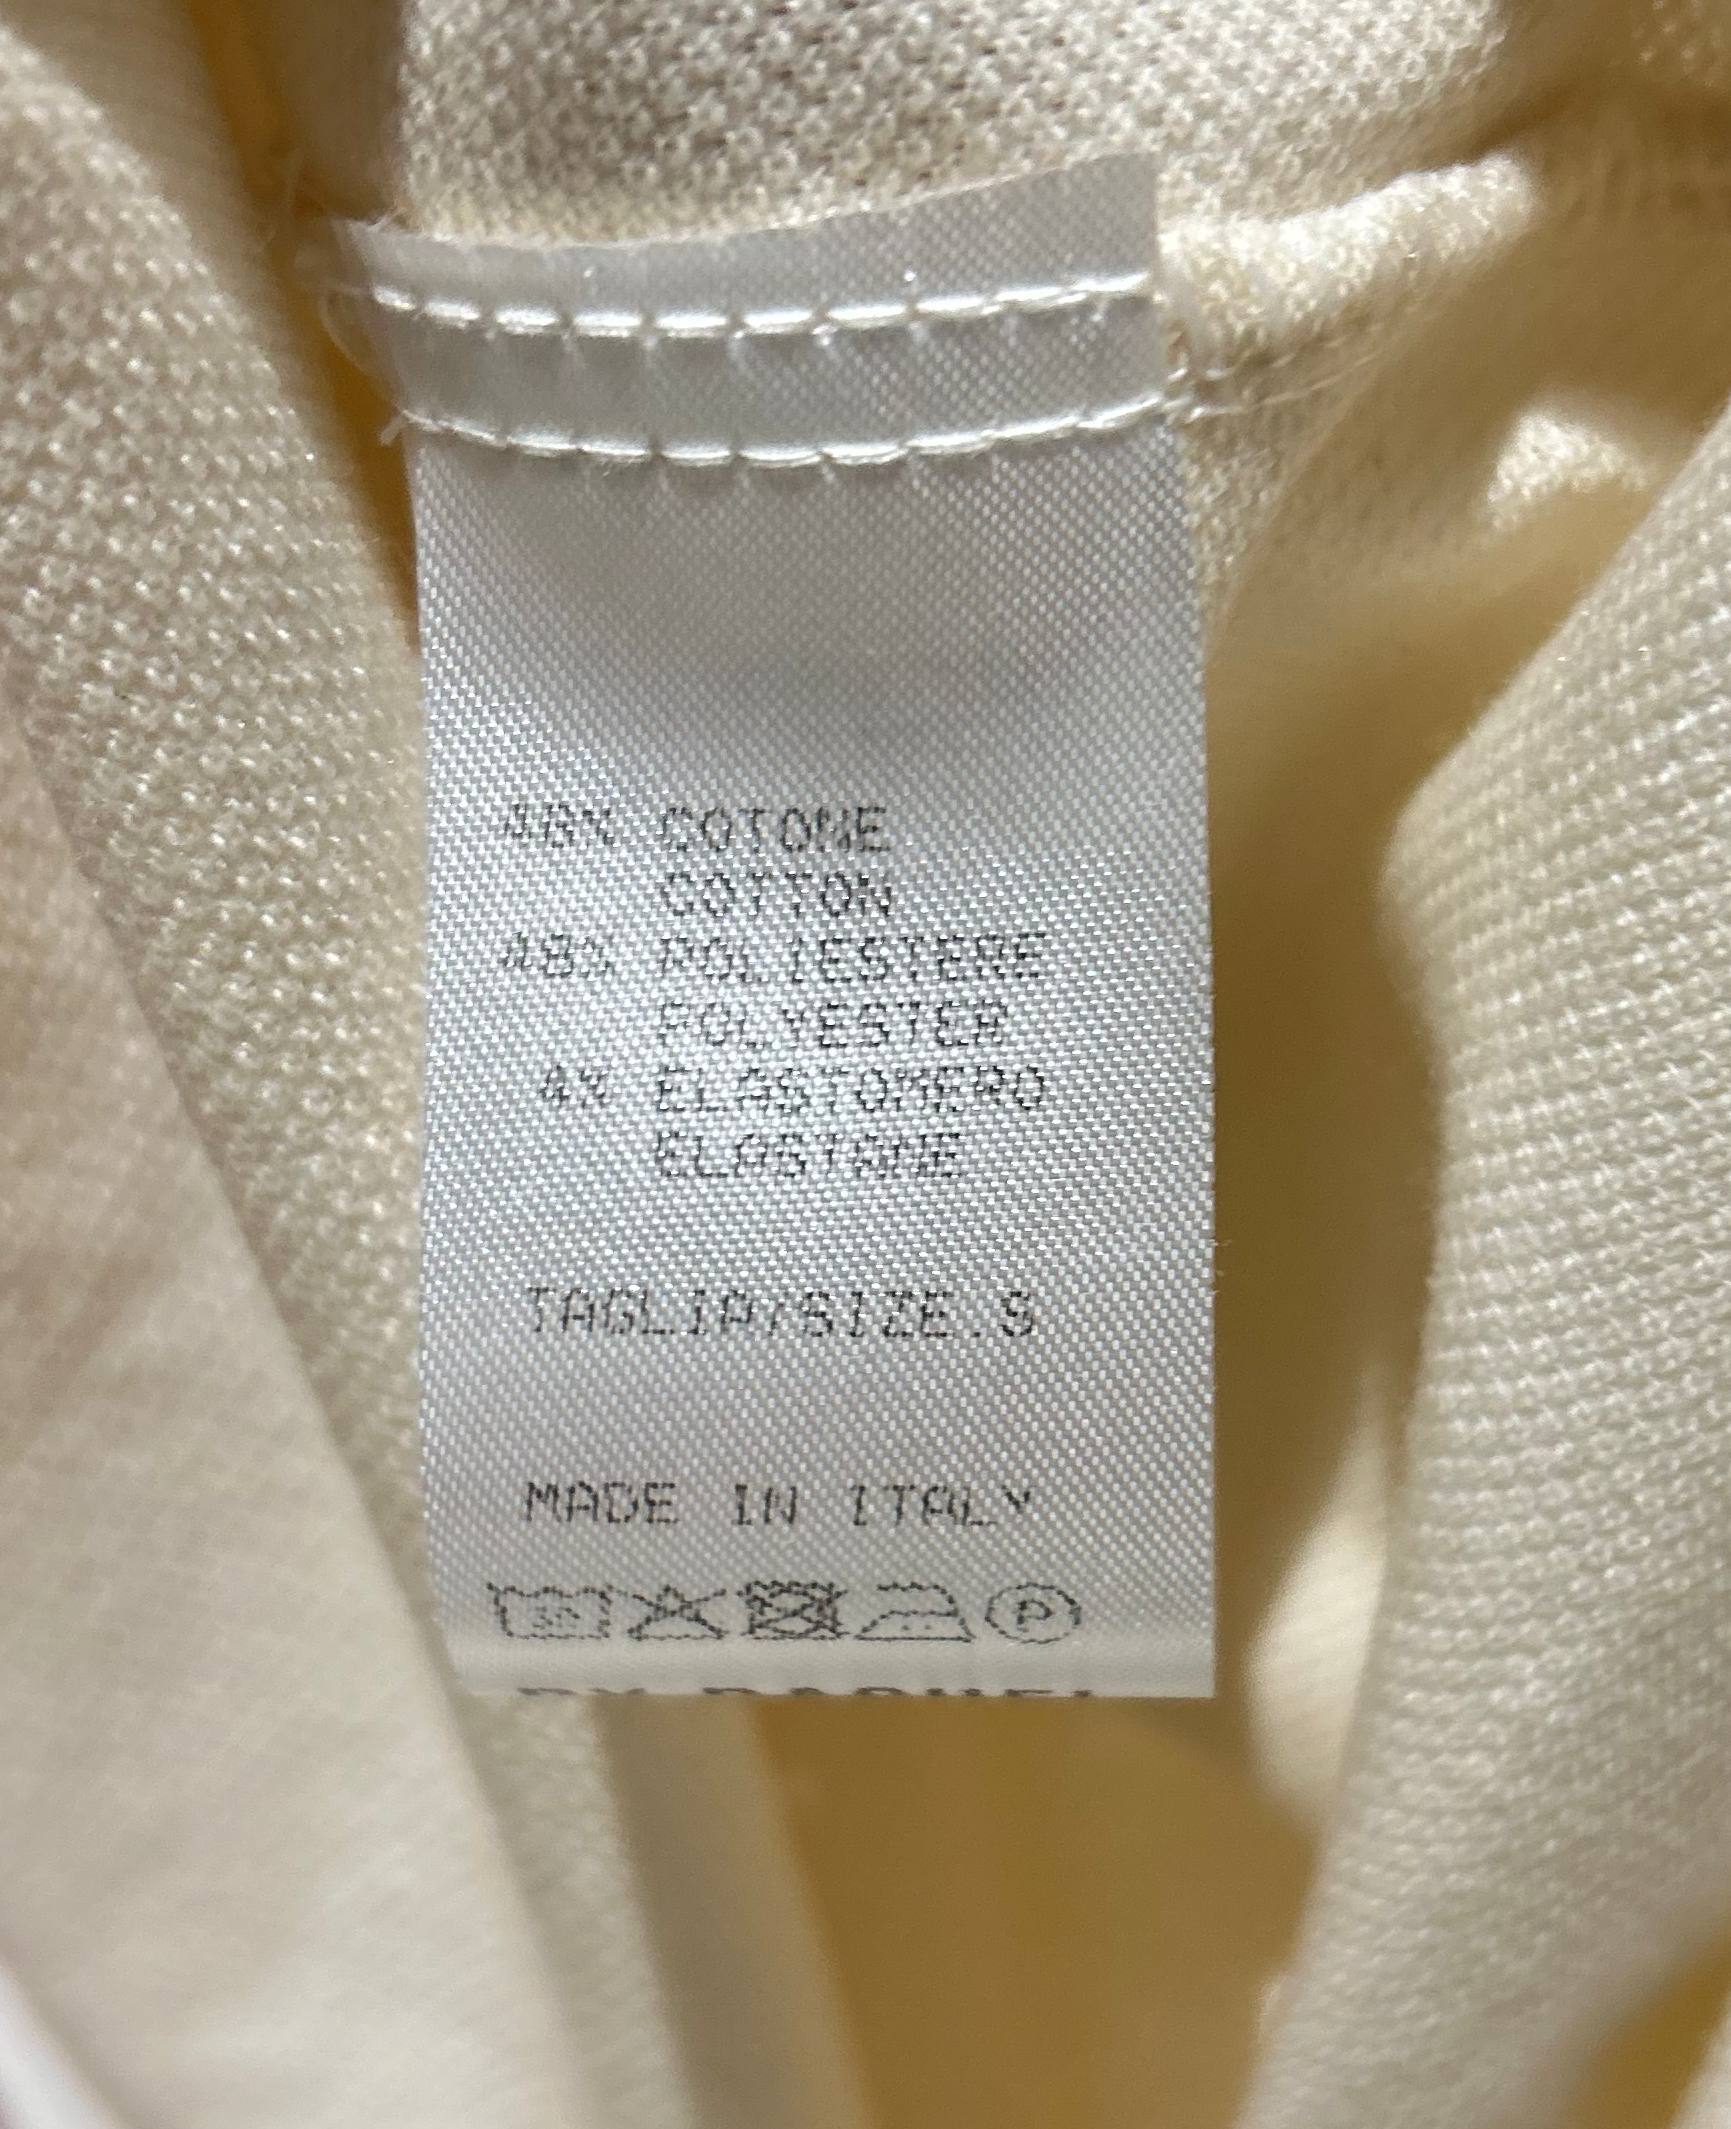 48% COTONE
COTTON
48% POLIESTERE
POLYESTER
4% ELASTOMERO
ELASTANE
TAGLIA/SIZE.S
MADE IN ITALY
P